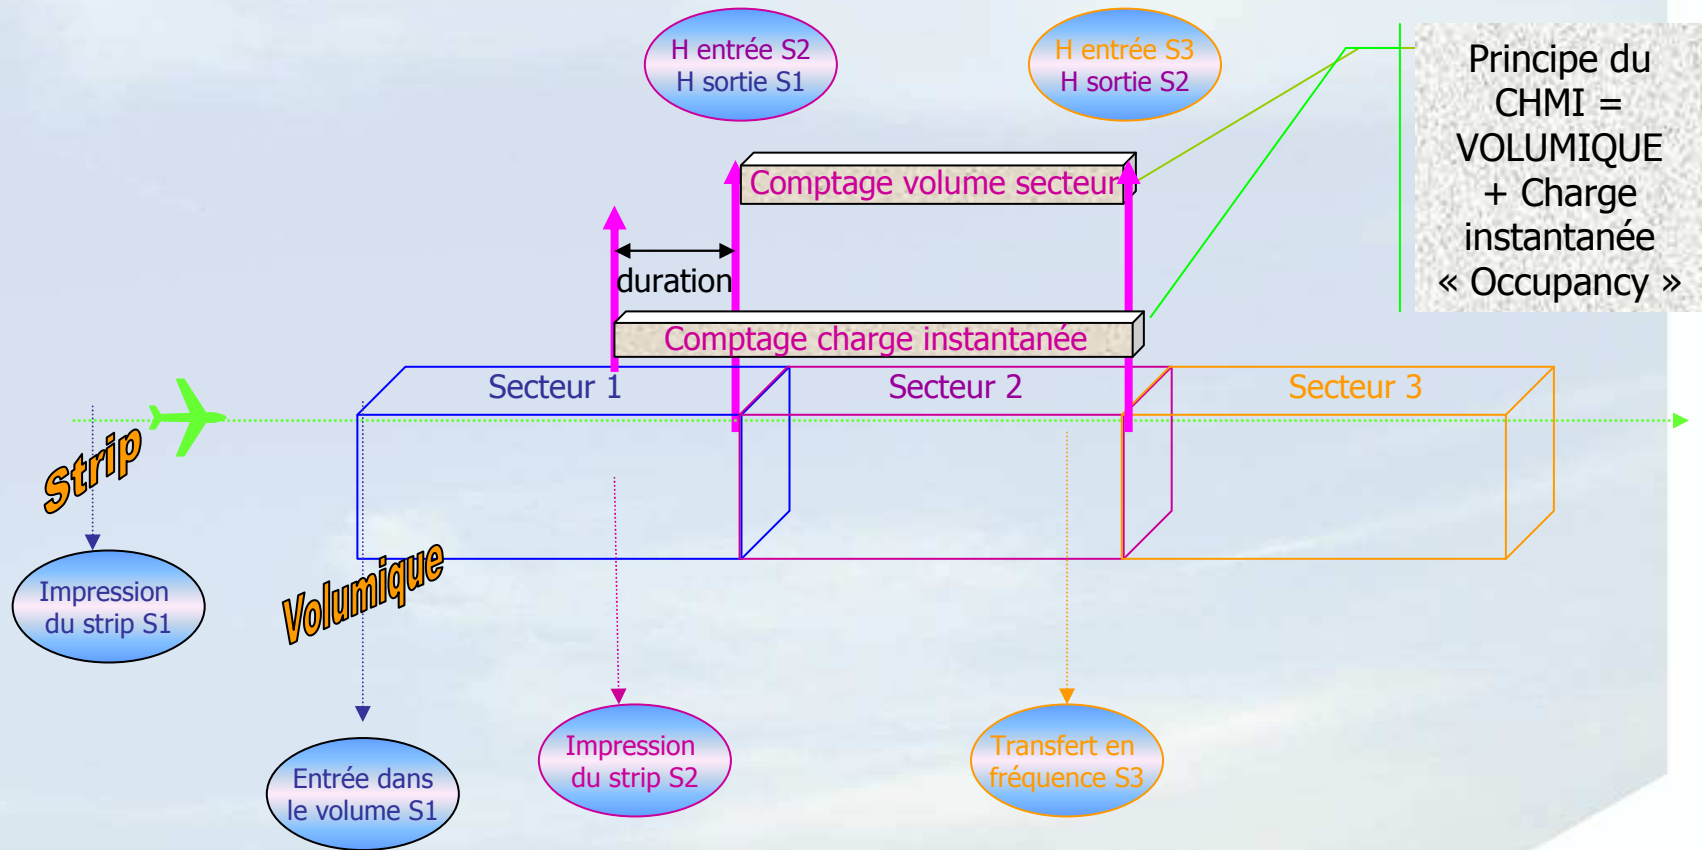 H entrée S2
H sortie S1
H entrée S3
H sortie S2
Principe du
CHMI =
VOLUMIQUE
+ Charge
instantanée
« Occupancy »
Comptage volume secteur
duration
Comptage charge instantanée
Secteur 1
Secteur 2
Secteur 3
Strip
Volumique
Impression
du strip S1
Entrée dans
le volume S1
Impression
du strip S2
Transfert en
fréquence S3